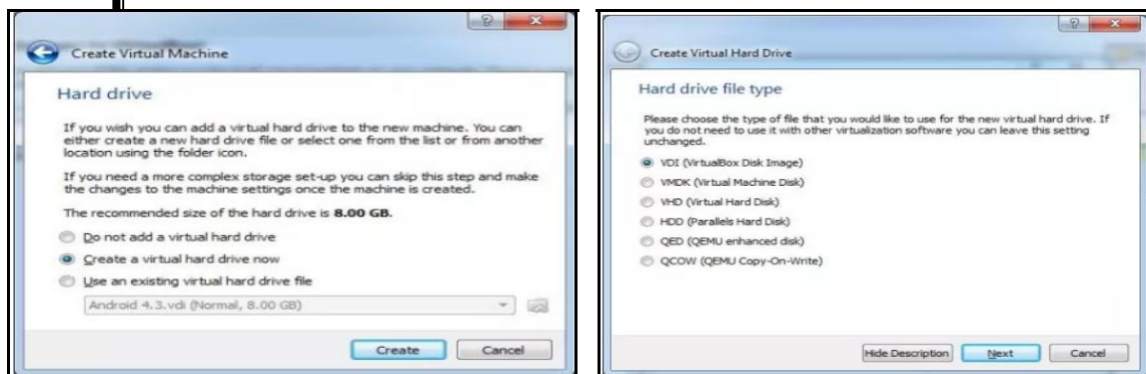 Create Virtual Machine
Hard drive
If you wish you can add a virtual hard drive to the new machine. You can
either create a new hard drive file or select one from the list or from another
location using the folder icon.
If you need a more complex storage set-up you can skip this step and make
the changes to the machine settings once the machine is created.
The recommended size of the hard drive is 8.00 GB.
Do not add a virtual hard drive
Create a virtual hard drive now
Use an existing virtual hard drive file
Android 4.3.vdi (Normal, 8.00 GB)
Create
Cancel
Create Virtual Hard Drive
Hard drive file type
Please choose the type of file that you would like to use for the new virtual hard drive. If
you do not need to use it with other virtualization software you can leave this setting
unchanged.
VDI (VirtualBox Disk Image)
VMDK (Virtual Machine Disk)
VHD (Virtual Hard Disk)
HDD (Parallels Hard Disk)
QED (QEMU enhanced disk)
QCOW (QEMU Copy-On-Write)
Hide Description
Next
Cancel